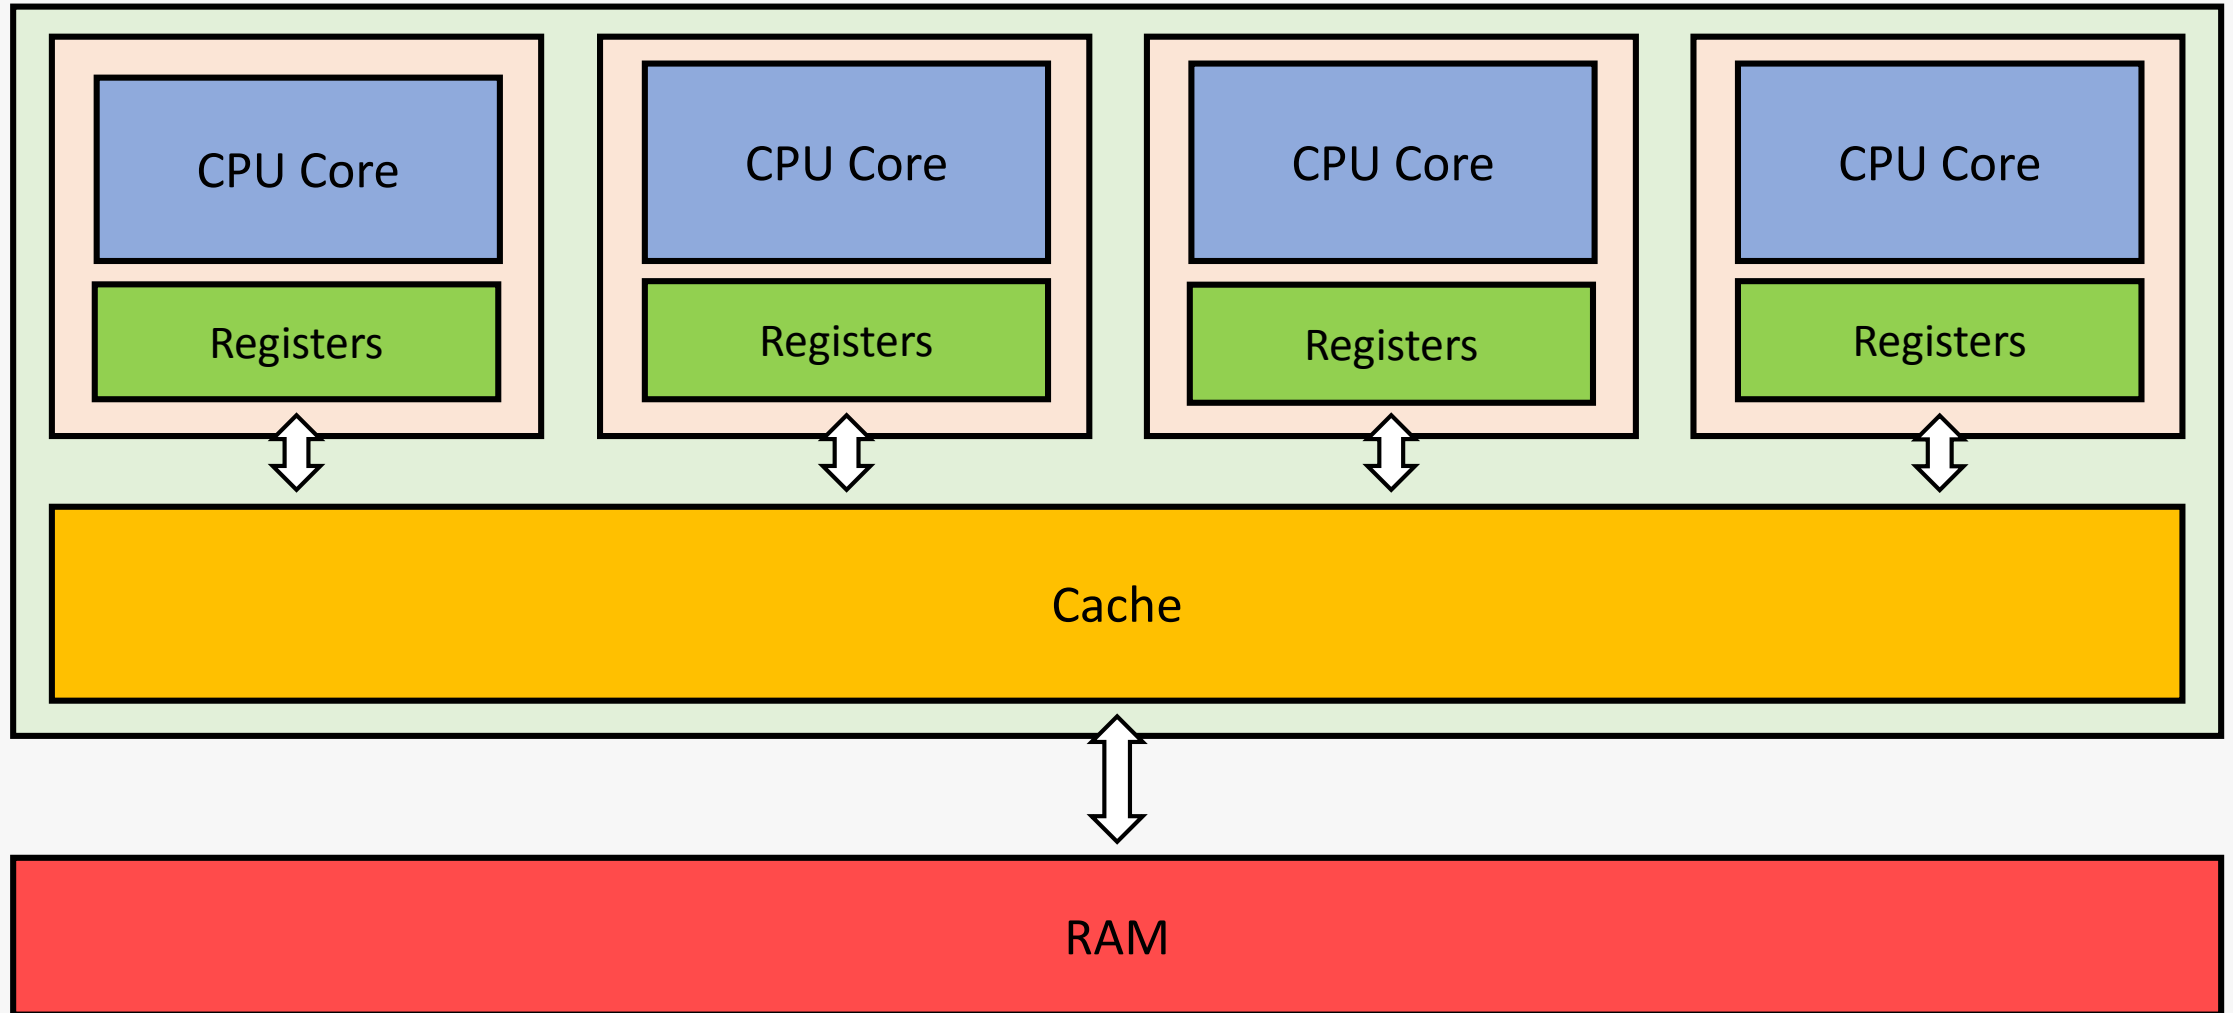 CPU Core
CPU Core
CPU Core
CPU Core
Registers
Registers
Registers
Registers
Cache
RAM